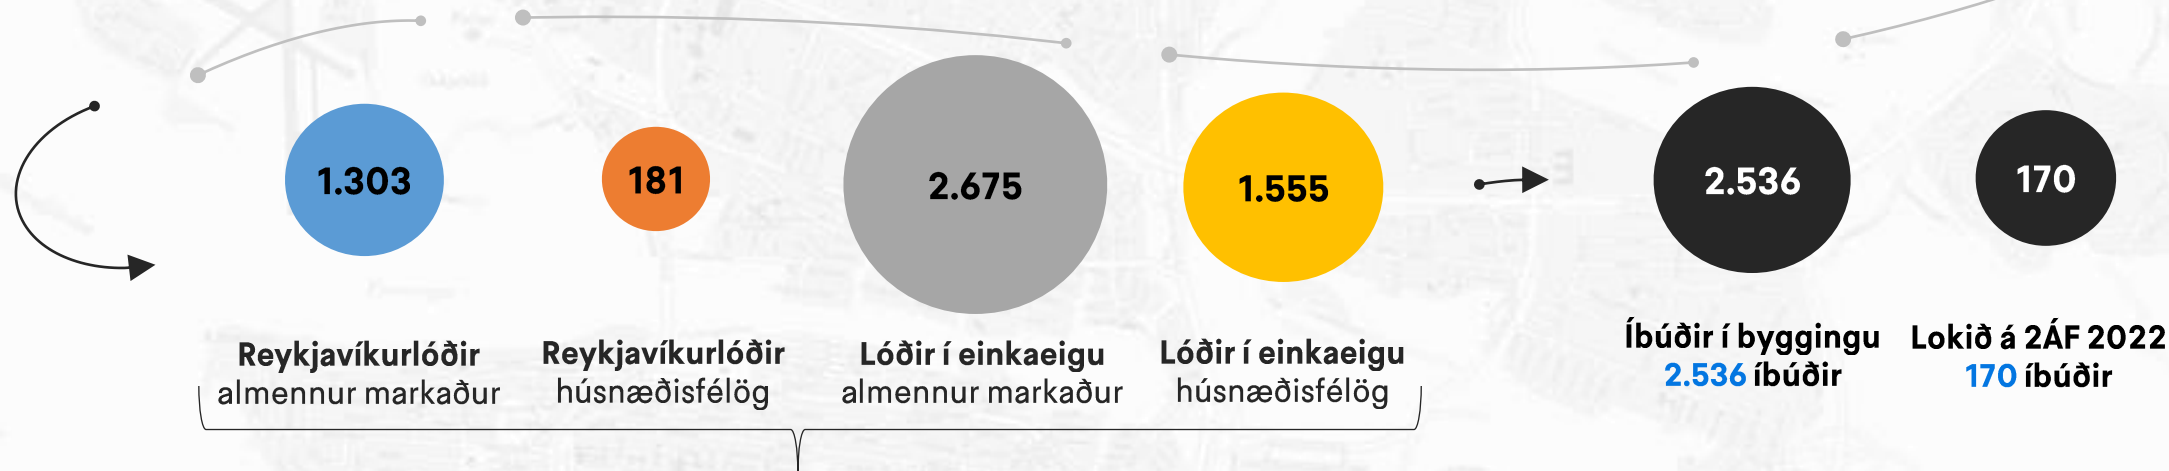 1.303
181
2.675
1.555
2.536
170
Reykjavíkurlóðir
almennur markaður
Reykjavíkurlóðir
húsnæðisfélög
Lóðir í einkaeigu
almennur markaður
Lóðir í einkaeigu
húsnæðisfélög
Íbúðir í byggingu
2.536 íbúðir
Lokið á 2ÁF 2022
170 íbúðir